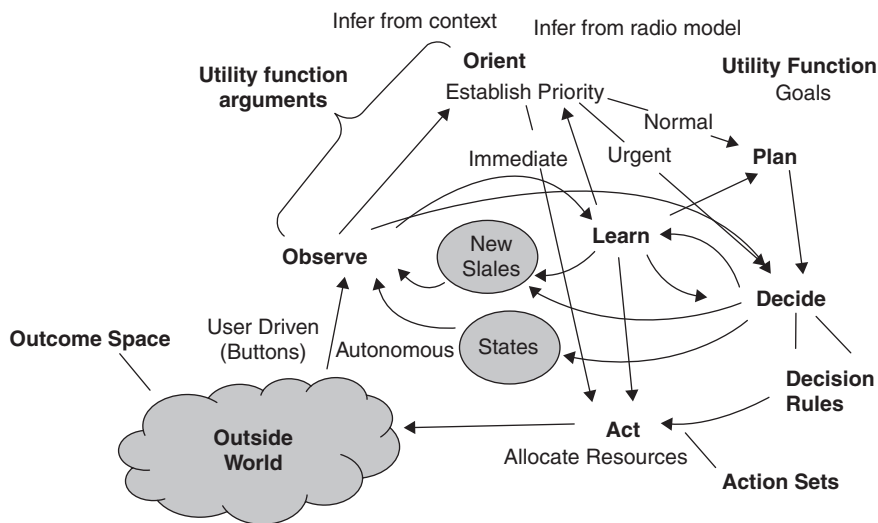 Infer from context
Infer from radio model
Orient
Utility function
arguments
Utility Function
Goals
Establish Priority
Normal
Immediate
Urgent
Plan
Observe
New
Slales
Learn
Decide
Outcome Space
User Driven
(Buttons)
Autonomous
States
Decision
Rules
Outside
World
Act
Allocate Resources
Action Sets